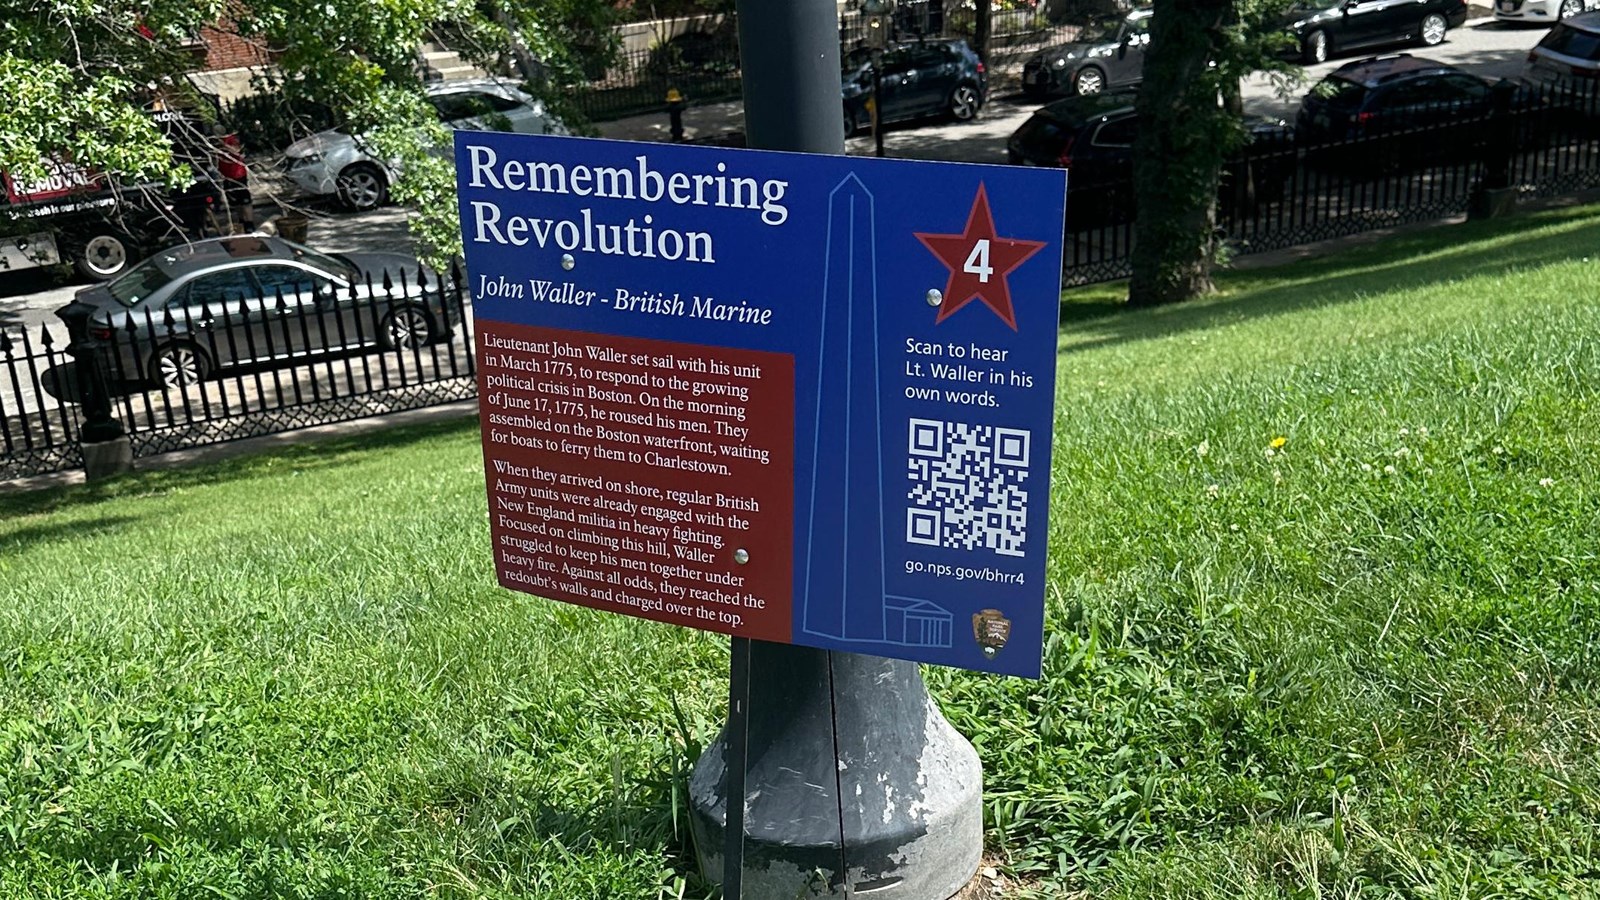 Remembering
Revolution
John Waller - British Marine
Lieutenant John Waller set sail with his unit
in March 1775, to respond to the growing
political crisis in Boston. On the morning
of June 17, 1775, he roused his men. They
assembled on the Boston waterfront, waiting
for boats to ferry them to Charlestown.
When they arrived on shore, regular British
Army units were already engaged with the
New England militia in heavy fighting.
Focused on climbing this hill, Waller
struggled to keep his men together under
heavy fire. Against all odds, they reached the
redoubt's walls and charged over the top.
4
Scan to hear
Lt. Waller in his
own words.
go.nps.gov/bhrr4
NATIONAL
PARK
SERVICE
REMOVAL